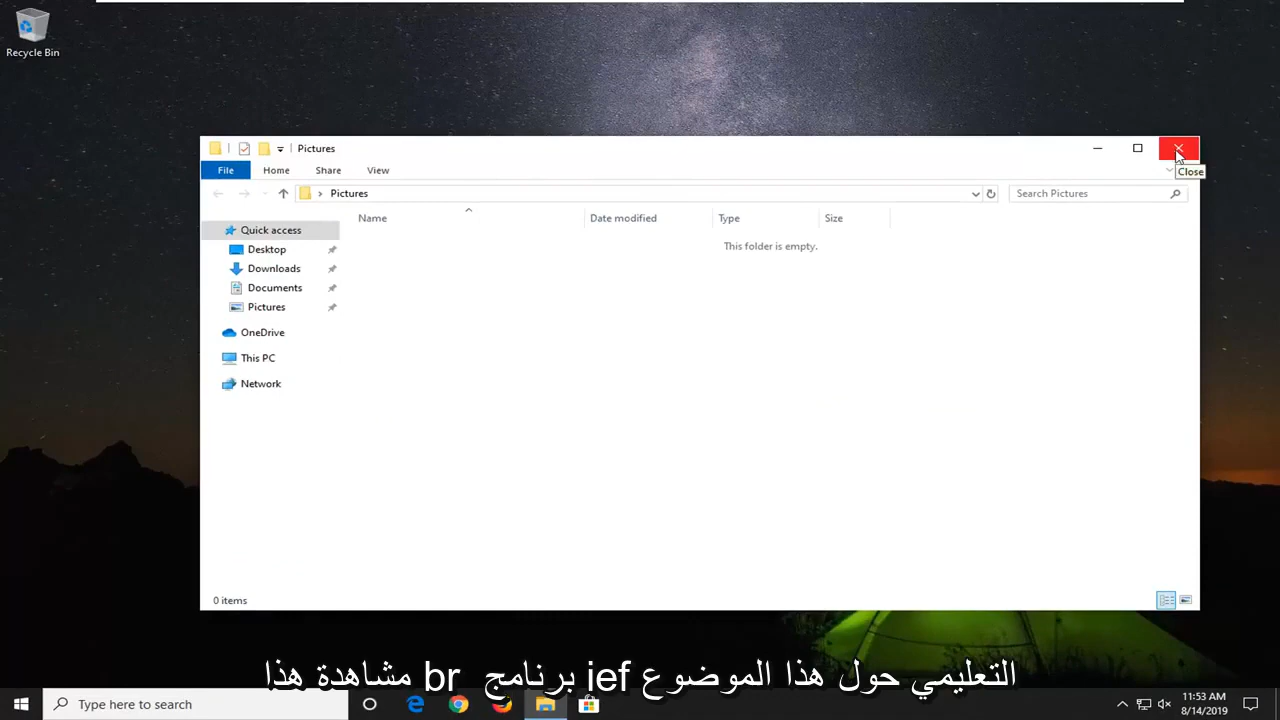 Recycle Bin
Pictures
Close
File Home Share View
Pictures
Search Pictures
Name Date modified Type Size
This folder is empty.
Quick access
Desktop
Downloads
Documents
Pictures
OneDrive
This PC
Network
0 items
التعليمي حول هذا الموضوع ief برنامج br مشاهدة هذا
Type here to search
11:53 AM
8/14/2019